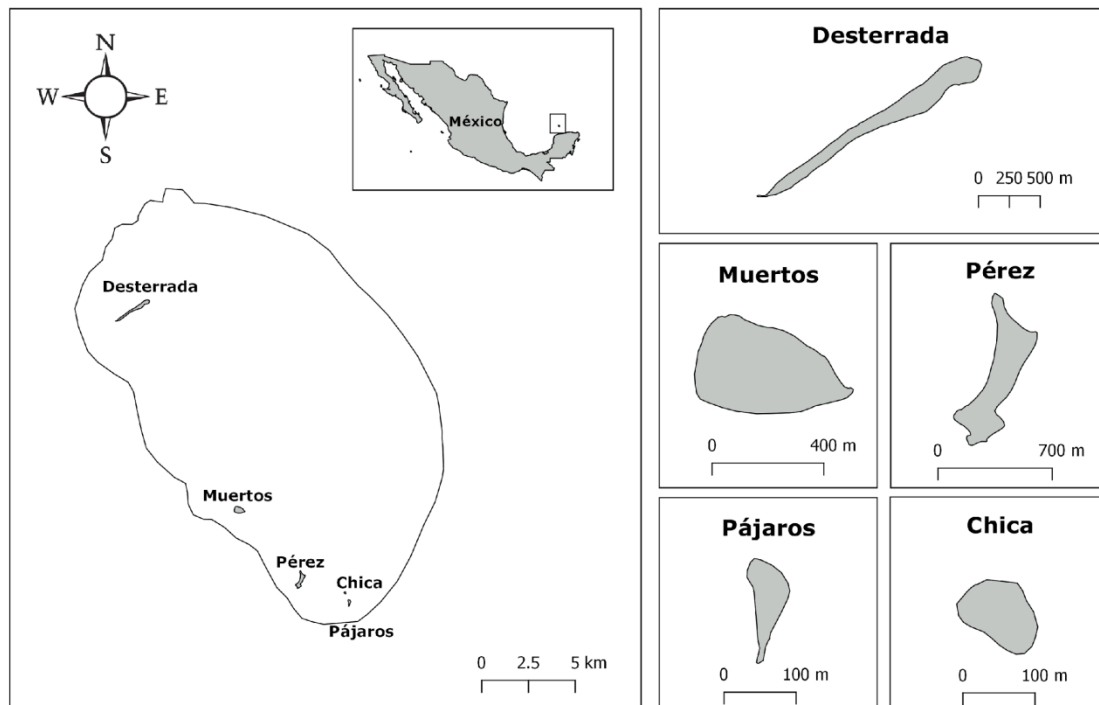 N
W E
S
México
Desterrada
Muertos
Pérez
Chica
Pájaros
0 2.5 5 km
Desterrada
0 250 500 m
Muertos
0 400 m
Pérez
0 700 m
Pájaros
0 100 m
Chica
0 100 m